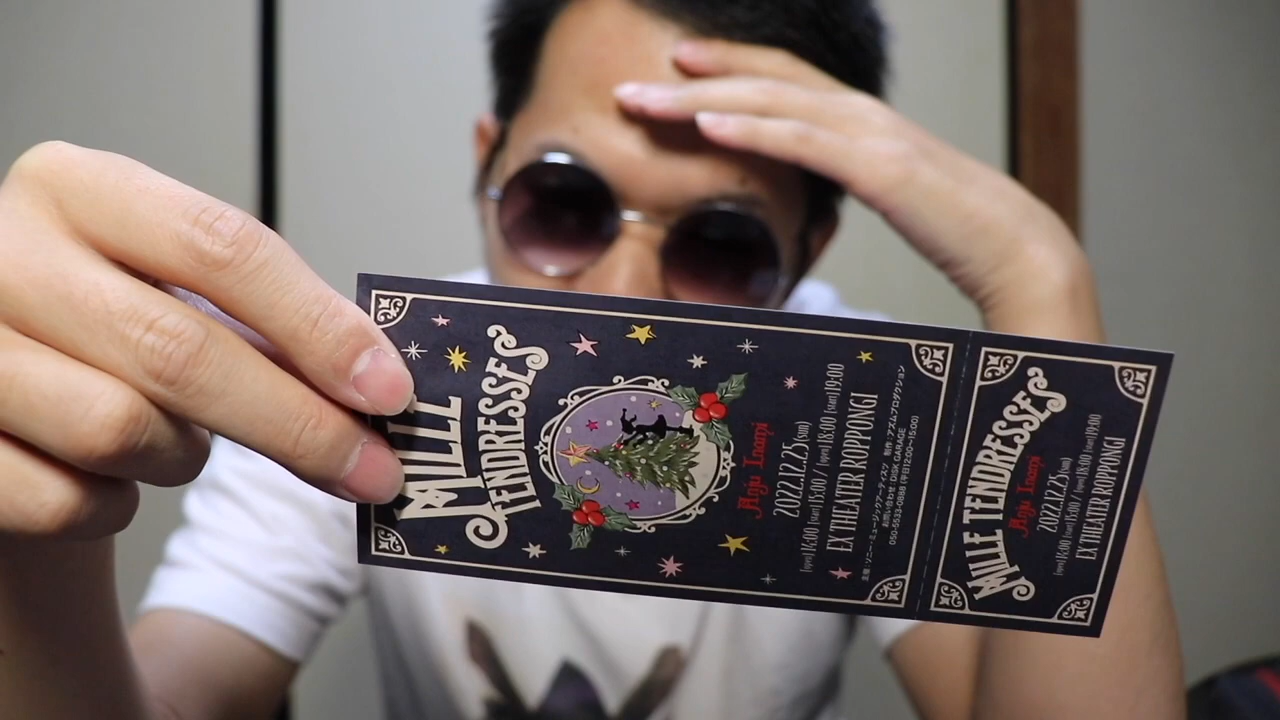 MILLE
TENDRESSES
Anju Inami
2022.12.25(sun)
[open]14:00 [start]15:00 / [open]18:00 [start]19:00
EX THEATER ROPPONGI
主催:ソニー・ミュージックアーティスツ 制作:アズムプロダクション
お問い合わせ:DISK GARAGE
050-5533-0888 (平日12:00~15:00)
MILLE TENDRESSES
Anju Inami
2022.12.25(sun)
[open]14:00 [start]15:00 / [open]18:00 [start]19:00
EX THEATER ROPPONGI